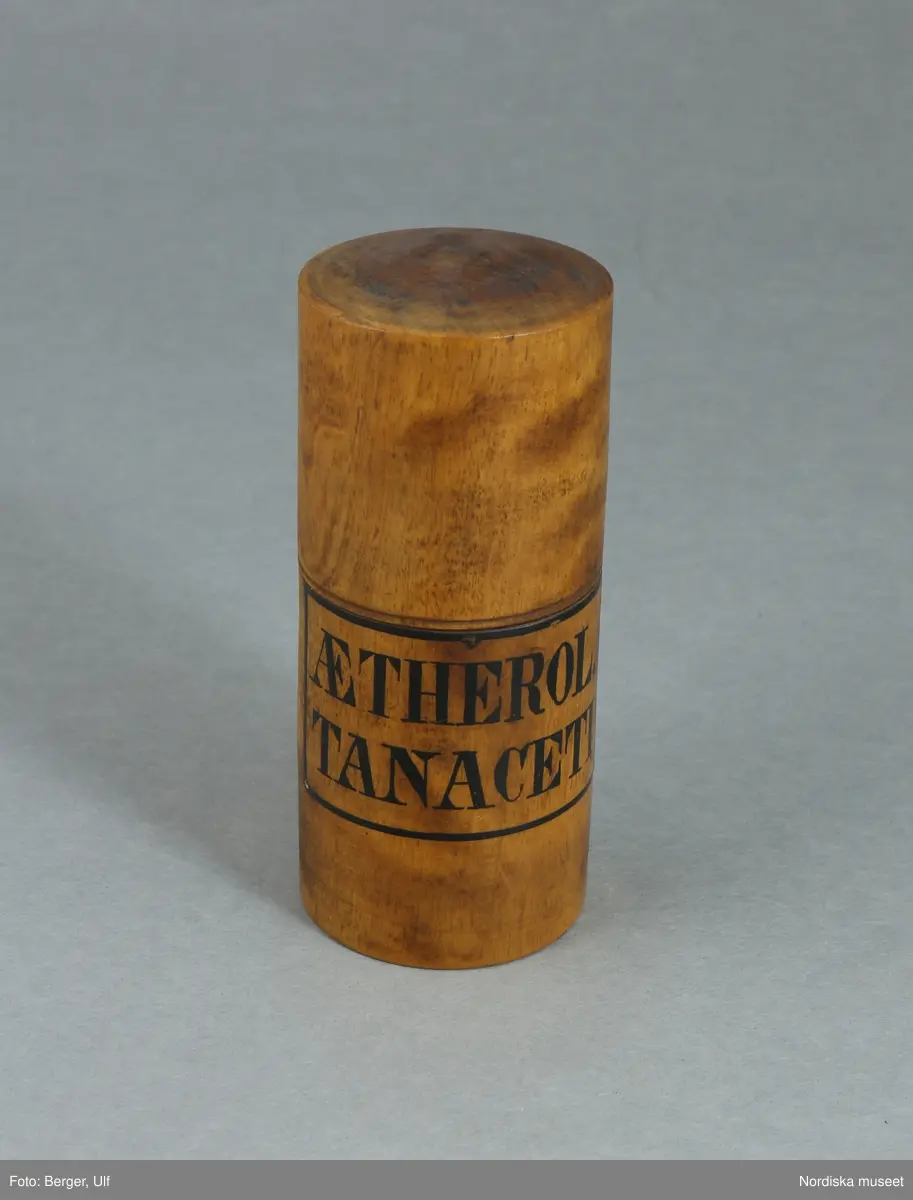 ÆTHEROL.
TANACETI
Foto: Berger, Ulf
Nordiska museet